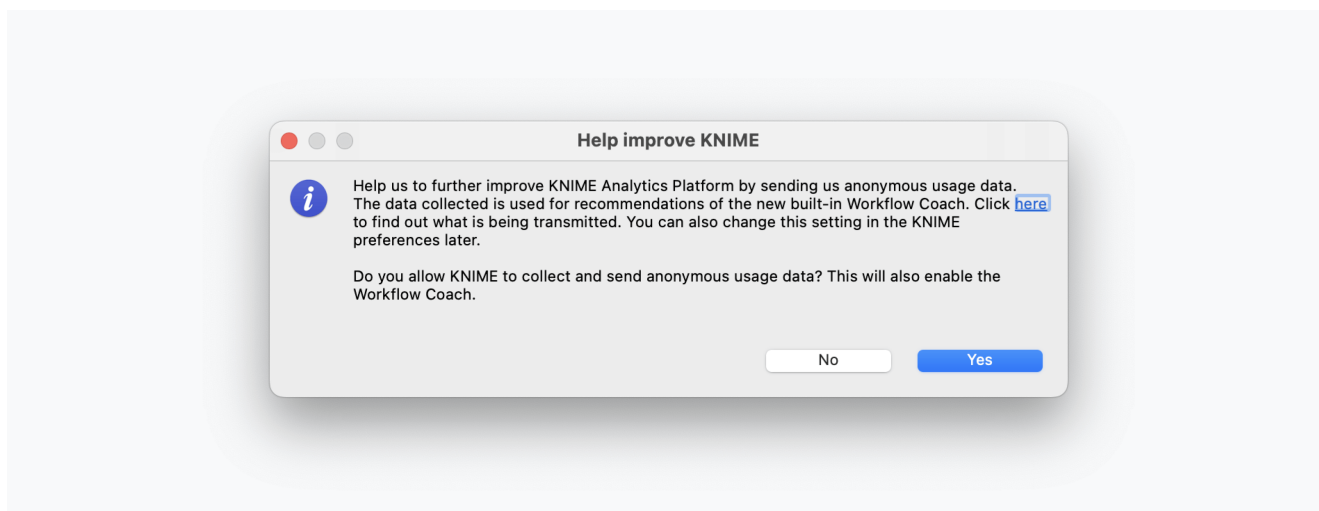 Help improve KNIME
Help us to further improve KNIME Analytics Platform by sending us anonymous usage data.
The data collected is used for recommendations of the new built-in Workflow Coach. Click here
to find out what is being transmitted. You can also change this setting in the KNIME
preferences later.
Do you allow KNIME to collect and send anonymous usage data? This will also enable the
Workflow Coach.
No
Yes